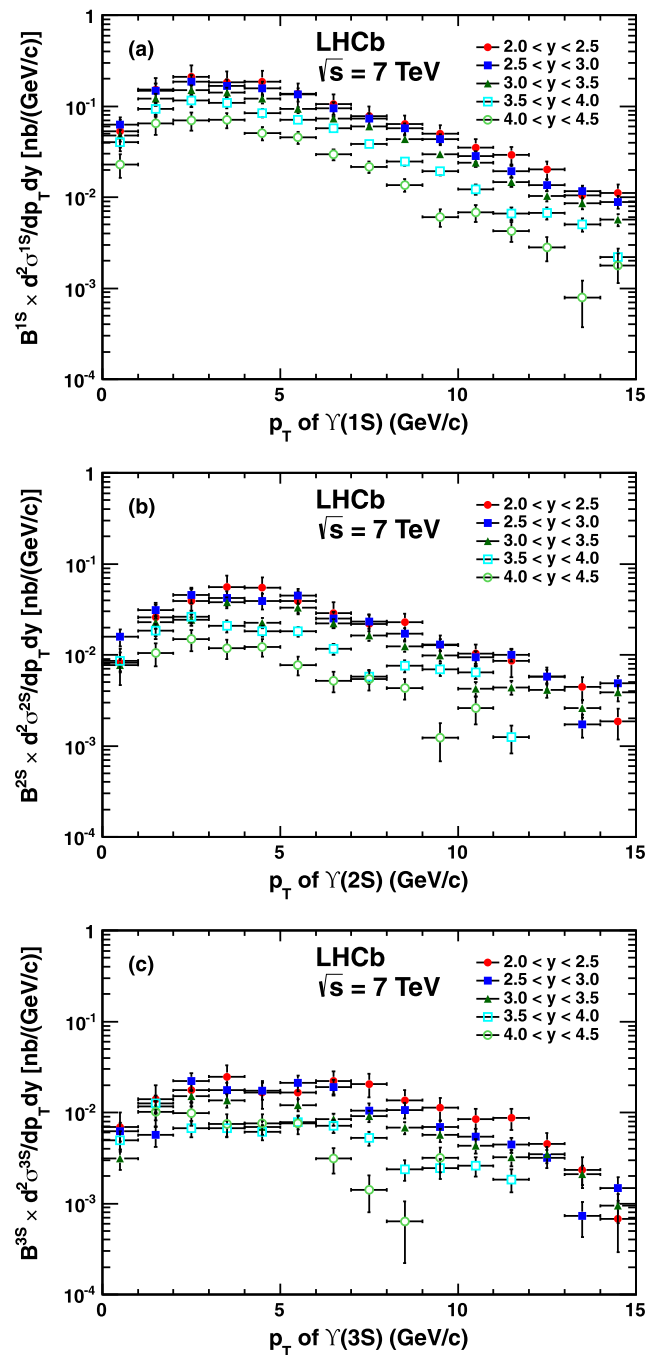 (a)
LHCb
√s = 7 TeV
2.0 < y < 2.5
2.5 < y < 3.0
3.0 < y < 3.5
3.5 < y < 4.0
4.0 < y < 4.5
B^1S × d²σ^1S/dp_T dy [nb/(GeV/c)]
1
10⁻¹
10⁻²
10⁻³
10⁻⁴
0 5 10 15
p_T of ϒ(1S) (GeV/c)
(b)
LHCb
√s = 7 TeV
2.0 < y < 2.5
2.5 < y < 3.0
3.0 < y < 3.5
3.5 < y < 4.0
4.0 < y < 4.5
B^2S × d²σ^2S/dp_T dy [nb/(GeV/c)]
1
10⁻¹
10⁻²
10⁻³
10⁻⁴
0 5 10 15
p_T of ϒ(2S) (GeV/c)
(c)
LHCb
√s = 7 TeV
2.0 < y < 2.5
2.5 < y < 3.0
3.0 < y < 3.5
3.5 < y < 4.0
4.0 < y < 4.5
B^3S × d²σ^3S/dp_T dy [nb/(GeV/c)]
1
10⁻¹
10⁻²
10⁻³
10⁻⁴
0 5 10 15
p_T of ϒ(3S) (GeV/c)